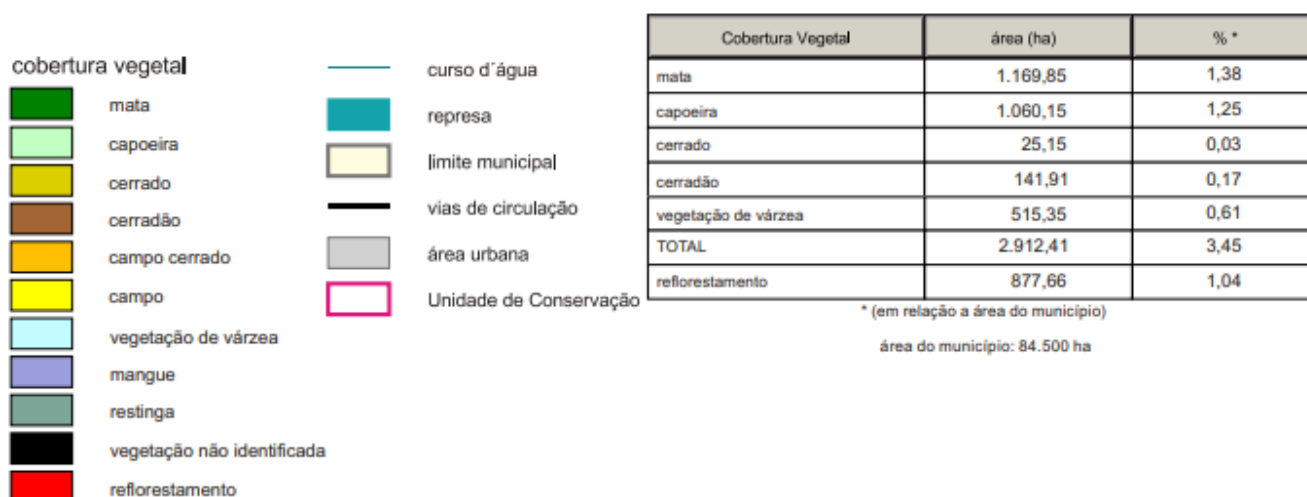 cobertura vegetal
mata
capoeira
cerrado
cerradão
campo cerrado
campo
vegetação de várzea
mangue
restinga
vegetação não identificada
reflorestamento
curso d´água
represa
limite municipal
vias de circulação
área urbana
Unidade de Conservação
Cobertura Vegetal área (ha) % *
mata 1.169,85 1,38
capoeira 1.060,15 1,25
cerrado 25,15 0,03
cerradão 141,91 0,17
vegetação de várzea 515,35 0,61
TOTAL 2.912,41 3,45
reflorestamento 877,66 1,04
* (em relação a área do município)
área do município: 84.500 ha